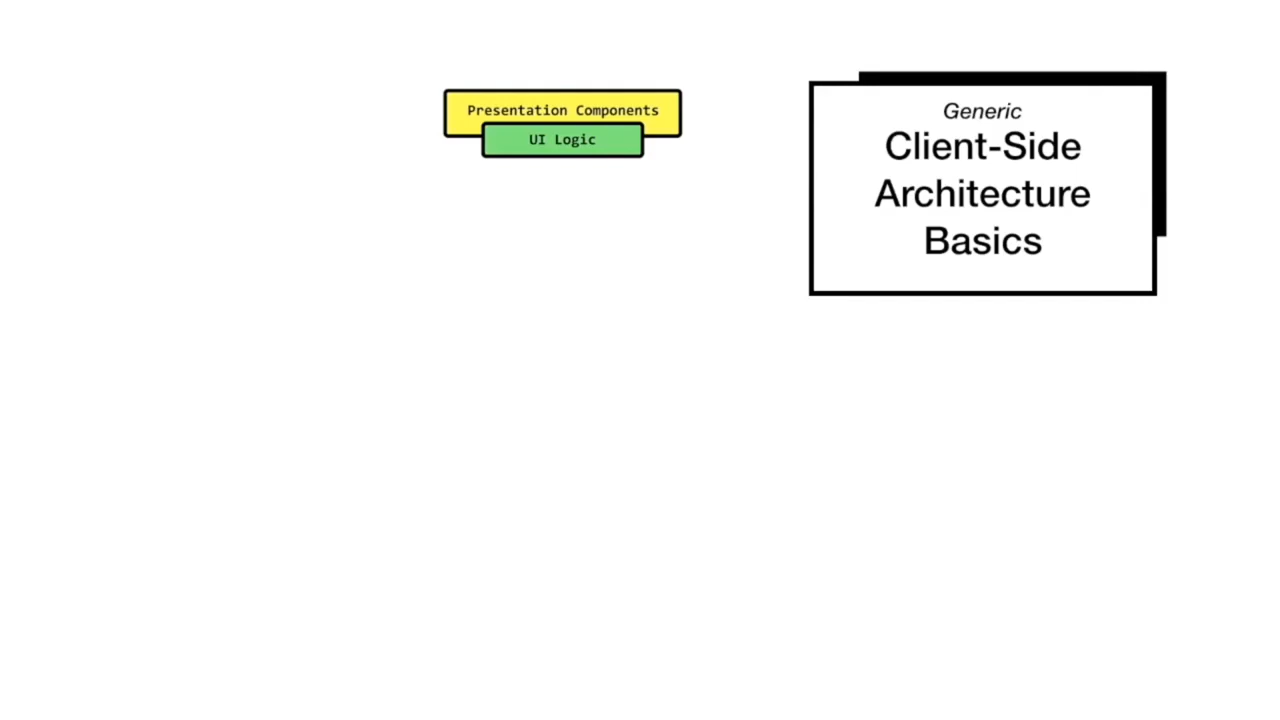 Presentation Components
UI Logic
Generic
Client-Side
Architecture
Basics